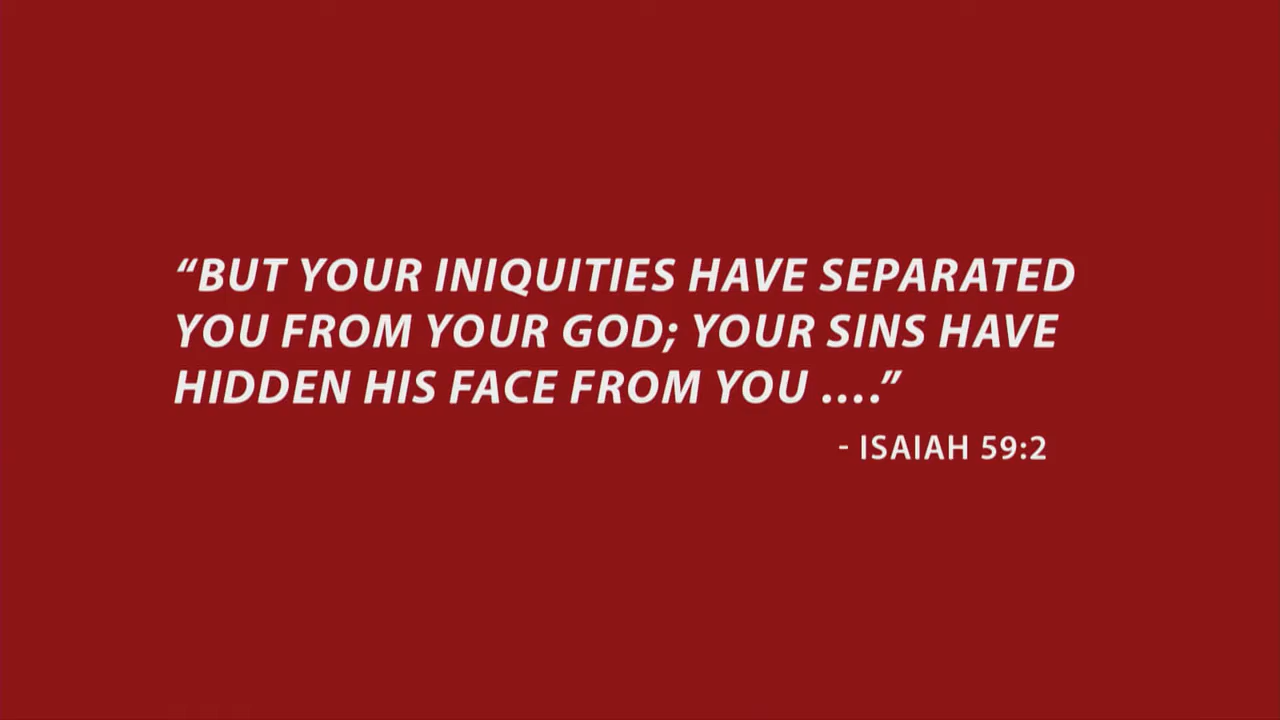 “BUT YOUR INIQUITIES HAVE SEPARATED
YOU FROM YOUR GOD; YOUR SINS HAVE
HIDDEN HIS FACE FROM YOU ....”
- ISAIAH 59:2